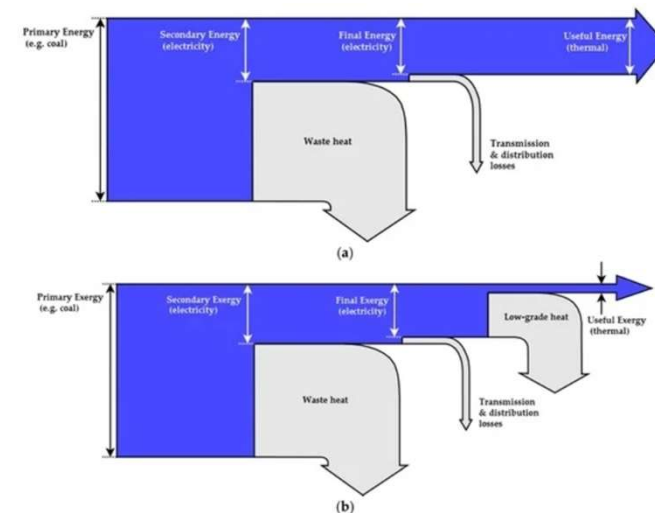 Primary Energy
(e.g. coal)
Secondary Energy
(electricity)
Final Energy
(electricity)
Useful Energy
(thermal)
Waste heat
Transmission
& distribution
losses
(a)
Primary Exergy
(e.g. coal)
Secondary Exergy
(electricity)
Final Exergy
(electricity)
Low-grade heat
Useful Exergy
(thermal)
Waste heat
Transmission
& distribution
losses
(b)